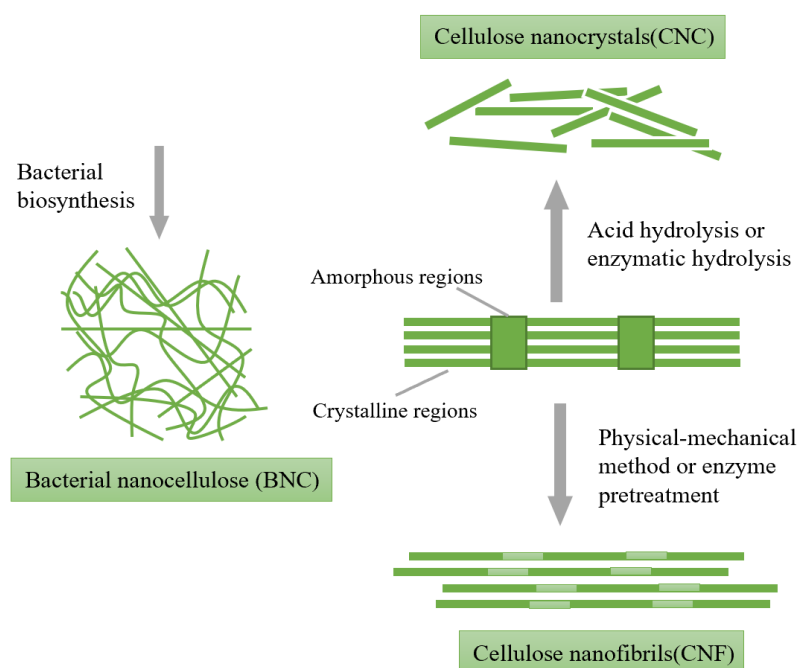 Cellulose nanocrystals(CNC)
Bacterial
biosynthesis
Acid hydrolysis or
enzymatic hydrolysis
Amorphous regions
Crystalline regions
Physical-mechanical
method or enzyme
pretreatment
Bacterial nanocellulose (BNC)
Cellulose nanofibrils(CNF)